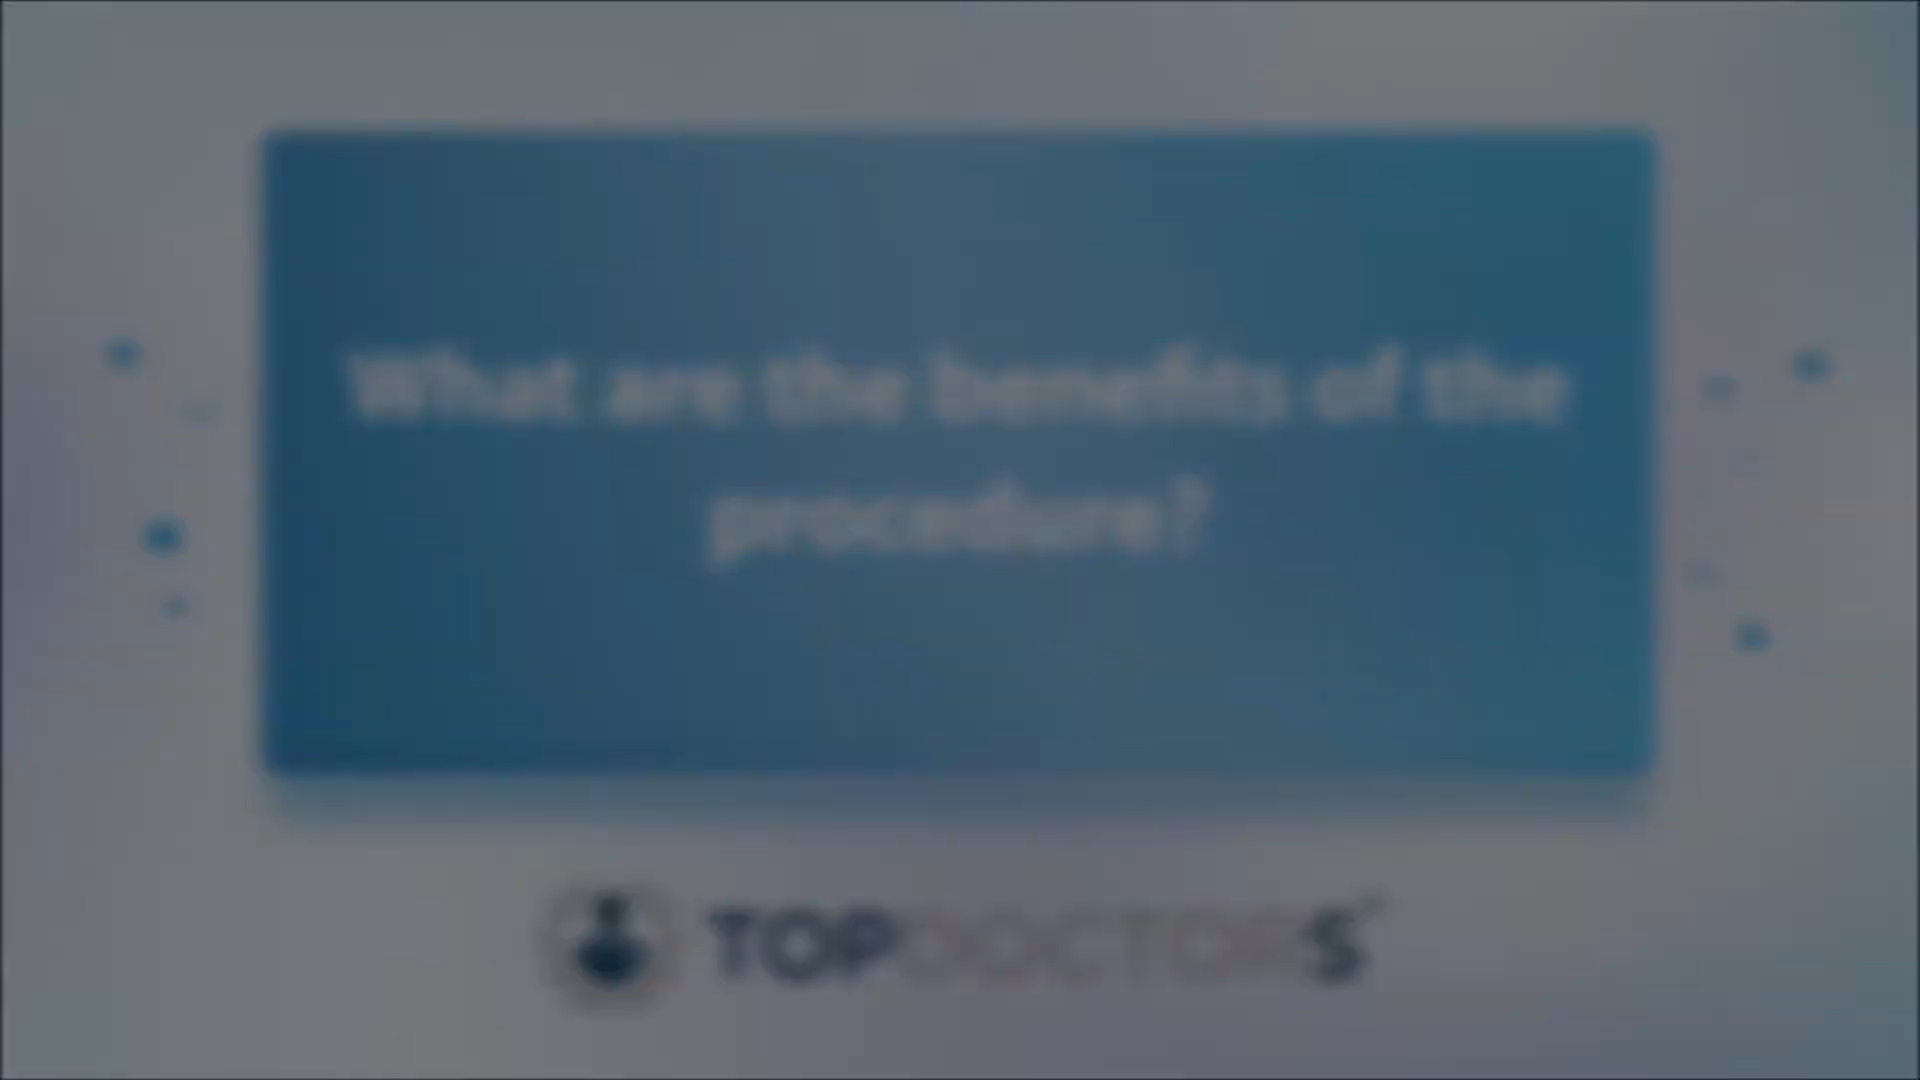 What are the benefits of the
procedure?
TOPDOCTORS